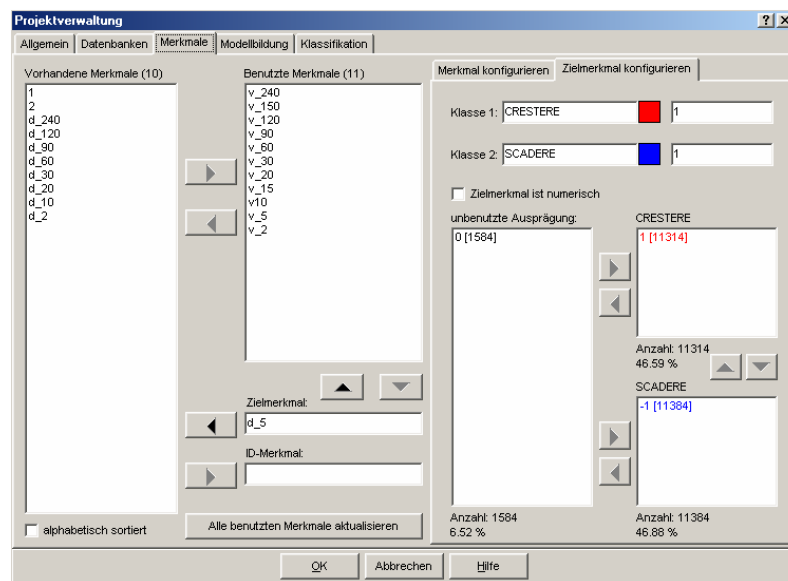 Projektverwaltung
Allgemein Datenbanken Merkmale Modellbildung Klassifikation
Vorhandene Merkmale (10)
1
2
d_240
d_120
d_90
d_60
d_30
d_20
d_10
d_2
alphabetisch sortiert
Benutzte Merkmale (11)
v_240
v_150
v_120
v_90
v_60
v_30
v_20
v_15
v10
v_5
v_2
Zielmerkmal:
d_5
ID-Merkmal:
Alle benutzten Merkmale aktualisieren
Merkmal konfigurieren Zielmerkmal konfigurieren
Klasse 1: CRESTERE 1
Klasse 2: SCADERE 1
Zielmerkmal ist numerisch
unbenutzte Ausprägung:
0 [1584]
Anzahl: 1584
6.52 %
CRESTERE
1 [11314]
Anzahl: 11314
46.59 %
SCADERE
-1 [11384]
Anzahl: 11384
46.88 %
OK Abbrechen Hilfe